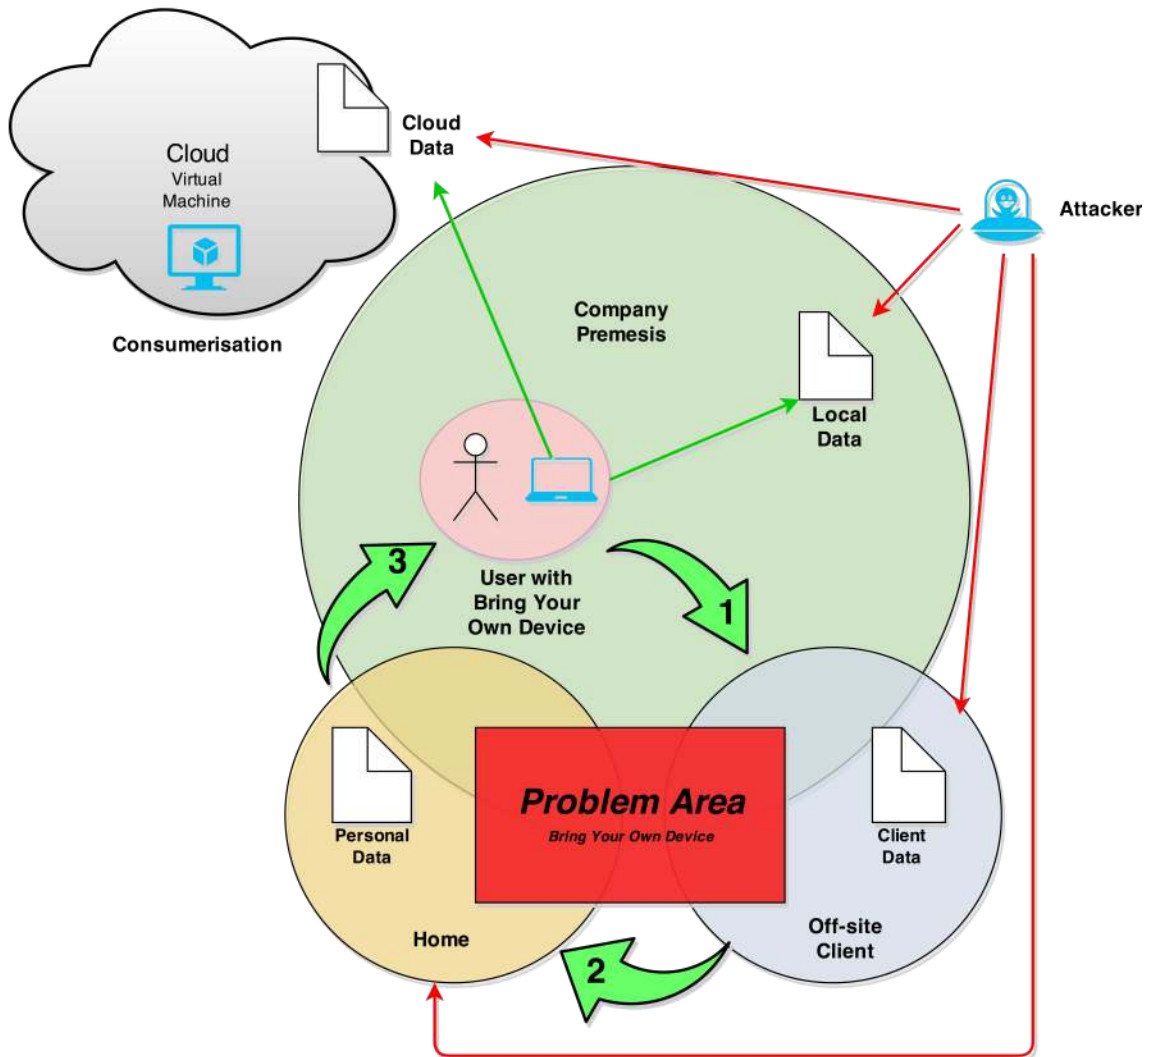 Cloud
Data
Cloud
Virtual
Machine
Attacker
Consumerisation
Company
Premesis
Local
Data
3
User with
Bring Your
Own Device
1
Problem Area
Bring Your Own Device
Personal
Data
Client
Data
Home
Off-site
Client
2